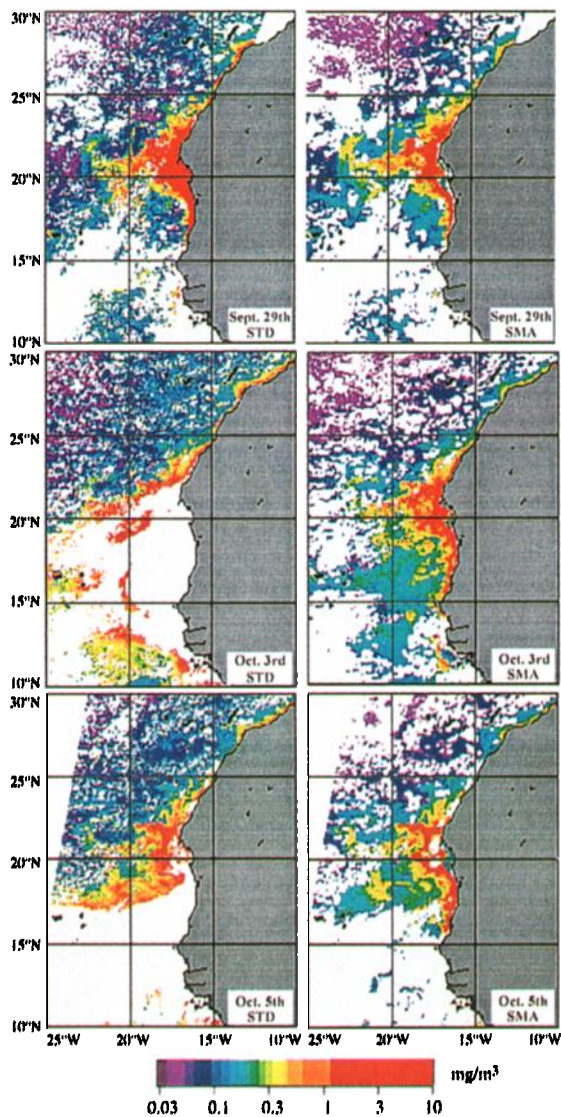 30°N
25°N
20°N
15°N
10°N
Sept. 29th
STD
Sept. 29th
SMA
30°N
25°N
20°N
15°N
10°N
Oct. 3rd
STD
Oct. 3rd
SMA
30°N
25°N
20°N
15°N
10°N
Oct. 5th
STD
Oct. 5th
SMA
25°W 20°W 15°W 10°W 25°W 20°W 15°W 10°W
0.03 0.1 0.3 1 3 10 mg/m³